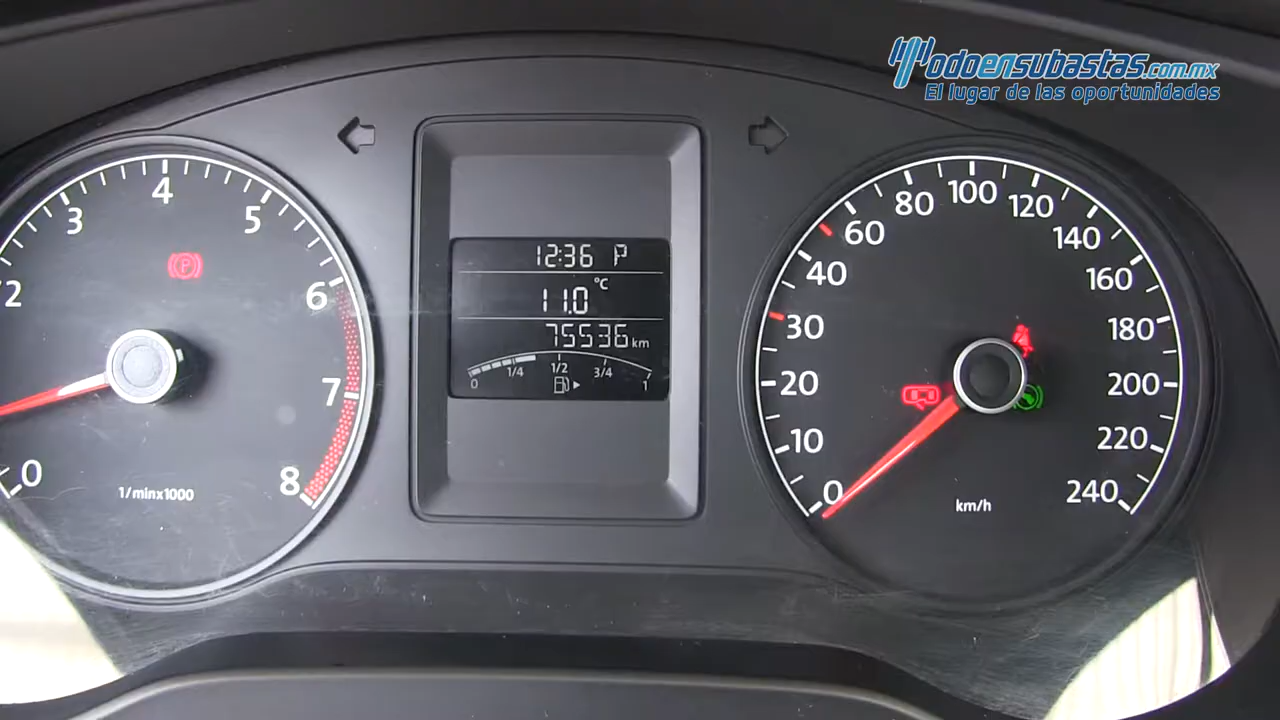 Todoensubastas.com.mx
El lugar de las oportunidades
0
2
3
4
5
6
7
8
P
1/minx1000
12:36 P
11.0 °C
75536 km
0 1/4 1/2 3/4 1
0
10
20
30
40
60
80
100
120
140
160
180
200
220
240
km/h